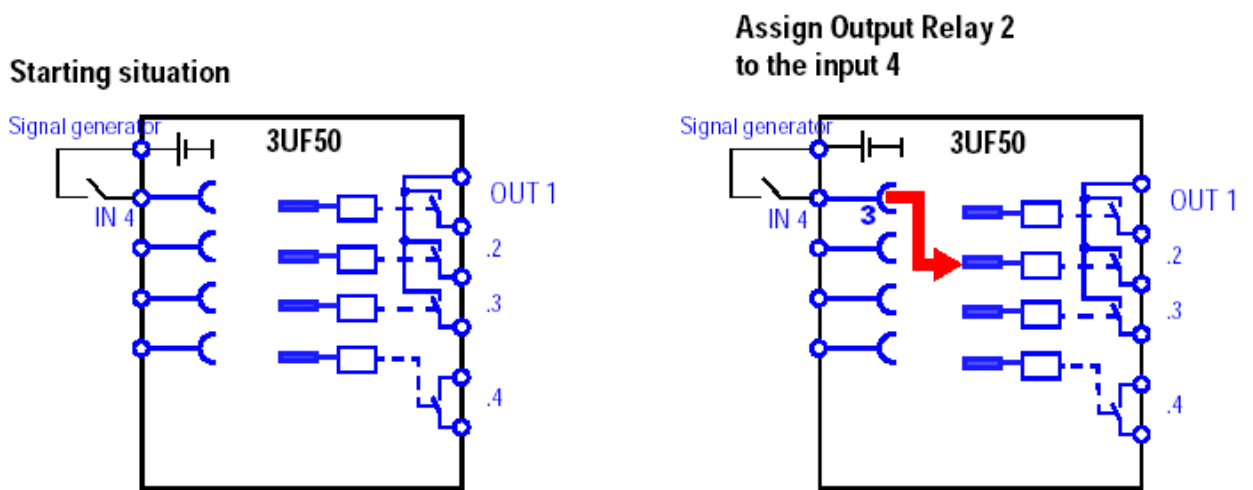 Starting situation
Signal generator
3UF50
IN 4
OUT 1
.2
.3
.4
Assign Output Relay 2
to the input 4
Signal generator
3UF50
IN 4
3
OUT 1
.2
.3
.4